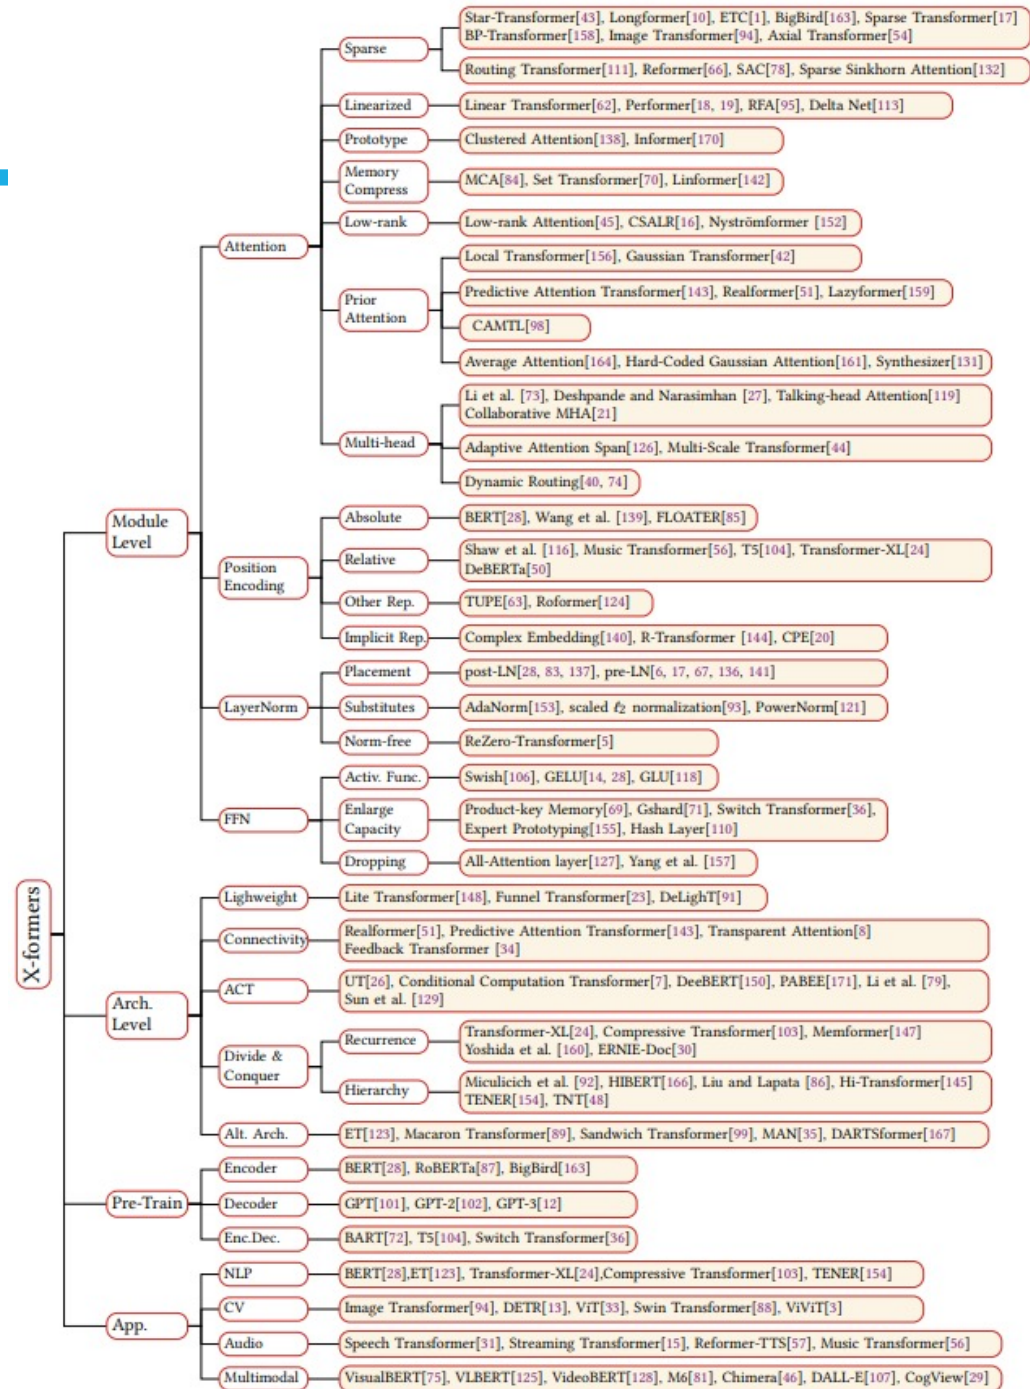 X-formers
Module
Level
Attention
Sparse
Star-Transformer[43], Longformer[10], ETC[1], BigBird[163], Sparse Transformer[17]
BP-Transformer[158], Image Transformer[94], Axial Transformer[54]
Routing Transformer[111], Reformer[66], SAC[78], Sparse Sinkhorn Attention[132]
Linearized
Linear Transformer[62], Performer[18, 19], RFA[95], Delta Net[113]
Prototype
Clustered Attention[138], Informer[170]
Memory
Compress
MCA[84], Set Transformer[70], Linformer[142]
Low-rank
Low-rank Attention[45], CSALR[16], Nyströmformer [152]
Prior
Attention
Local Transformer[156], Gaussian Transformer[42]
Predictive Attention Transformer[143], Realformer[51], Lazyformer[159]
CAMTL[98]
Average Attention[164], Hard-Coded Gaussian Attention[161], Synthesizer[131]
Multi-head
Li et al. [73], Deshpande and Narasimhan [27], Talking-head Attention[119]
Collaborative MHA[21]
Adaptive Attention Span[126], Multi-Scale Transformer[44]
Dynamic Routing[40, 74]
Position
Encoding
Absolute
BERT[28], Wang et al. [139], FLOATER[85]
Relative
Shaw et al. [116], Music Transformer[56], T5[104], Transformer-XL[24]
DeBERTa[50]
Other Rep.
TUPE[63], Roformer[124]
Implicit Rep.
Complex Embedding[140], R-Transformer [144], CPE[20]
LayerNorm
Placement
post-LN[28, 83, 137], pre-LN[6, 17, 67, 136, 141]
Substitutes
AdaNorm[153], scaled ℓ2 normalization[93], PowerNorm[121]
Norm-free
ReZero-Transformer[5]
FFN
Activ. Func.
Swish[106], GELU[14, 28], GLU[118]
Enlarge
Capacity
Product-key Memory[69], Gshard[71], Switch Transformer[36],
Expert Prototyping[155], Hash Layer[110]
Dropping
All-Attention layer[127], Yang et al. [157]
Arch.
Level
Lighweight
Lite Transformer[148], Funnel Transformer[23], DeLighT[91]
Connectivity
Realformer[51], Predictive Attention Transformer[143], Transparent Attention[8]
Feedback Transformer [34]
ACT
UT[26], Conditional Computation Transformer[7], DeeBERT[150], PABEE[171], Li et al. [79],
Sun et al. [129]
Divide &
Conquer
Recurrence
Transformer-XL[24], Compressive Transformer[103], Memformer[147]
Yoshida et al. [160], ERNIE-Doc[30]
Hierarchy
Miculicich et al. [92], HIBERT[166], Liu and Lapata [86], Hi-Transformer[145]
TENER[154], TNT[48]
Alt. Arch.
ET[123], Macaron Transformer[89], Sandwich Transformer[99], MAN[35], DARTSformer[167]
Pre-Train
Encoder
BERT[28], RoBERTa[87], BigBird[163]
Decoder
GPT[101], GPT-2[102], GPT-3[12]
Enc.Dec.
BART[72], T5[104], Switch Transformer[36]
App.
NLP
BERT[28],ET[123], Transformer-XL[24],Compressive Transformer[103], TENER[154]
CV
Image Transformer[94], DETR[13], ViT[33], Swin Transformer[88], ViViT[3]
Audio
Speech Transformer[31], Streaming Transformer[15], Reformer-TTS[57], Music Transformer[56]
Multimodal
VisualBERT[75], VLBERT[125], VideoBERT[128], M6[81], Chimera[46], DALL-E[107], CogView[29]